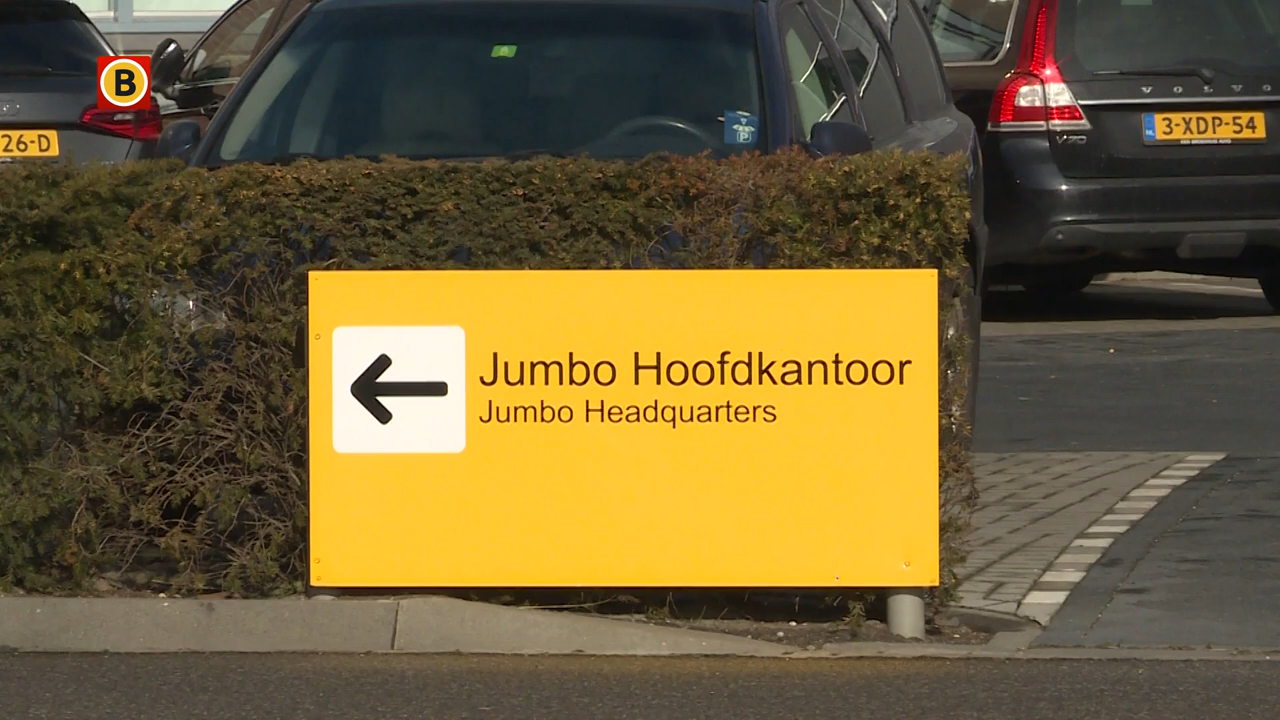 B
26-D
VOLVO
3-XDP-54
V70
P
Jumbo Hoofdkantoor
Jumbo Headquarters